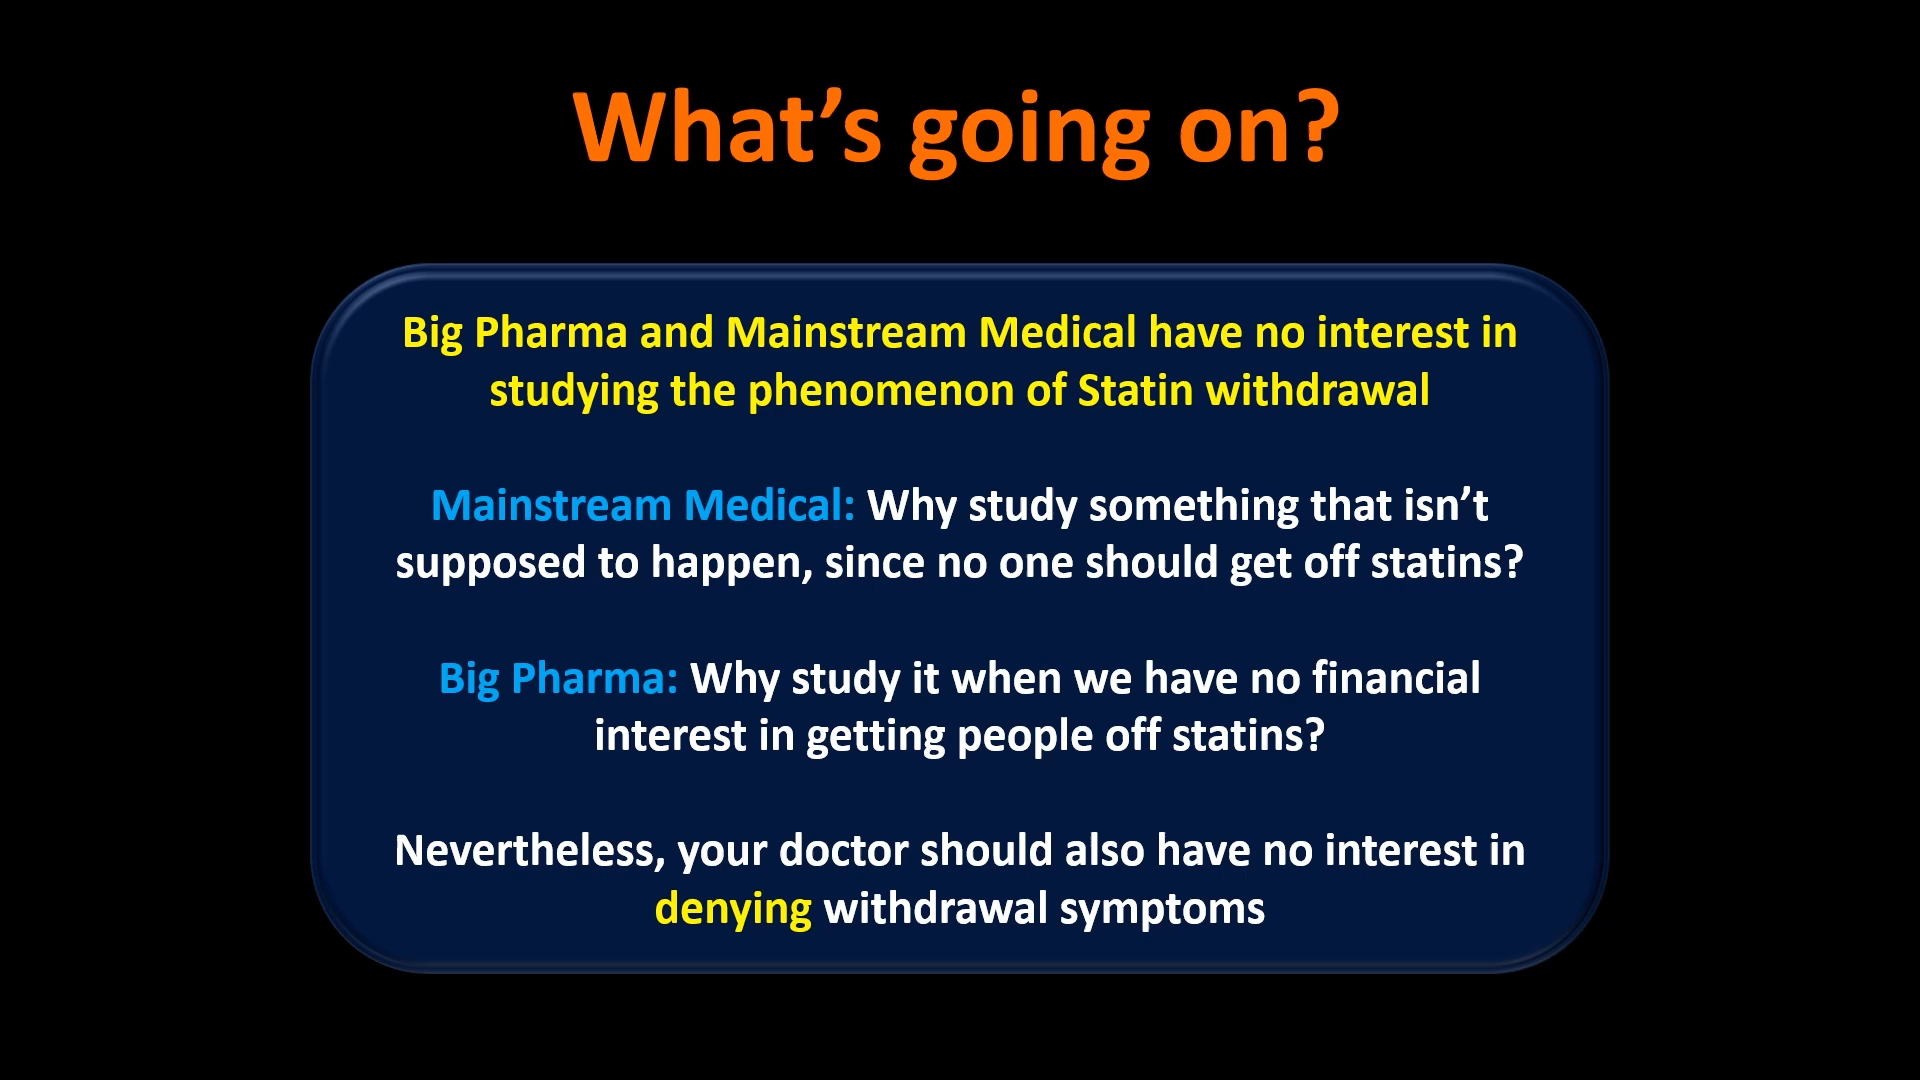 What’s going on?
Big Pharma and Mainstream Medical have no interest in
studying the phenomenon of Statin withdrawal
Mainstream Medical: Why study something that isn’t
supposed to happen, since no one should get off statins?
Big Pharma: Why study it when we have no financial
interest in getting people off statins?
Nevertheless, your doctor should also have no interest in
denying withdrawal symptoms